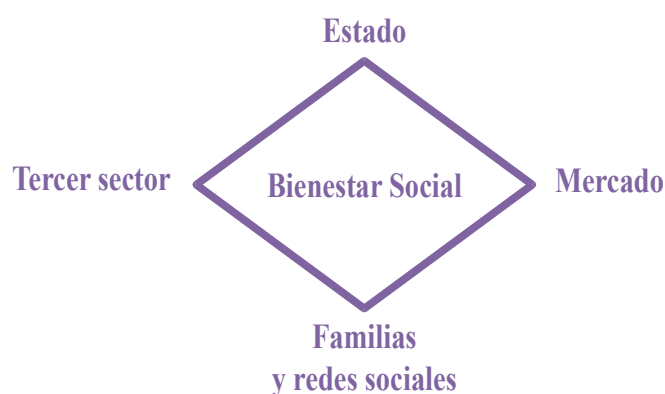 Estado
Tercer sector
Bienestar Social
Mercado
Familias
y redes sociales